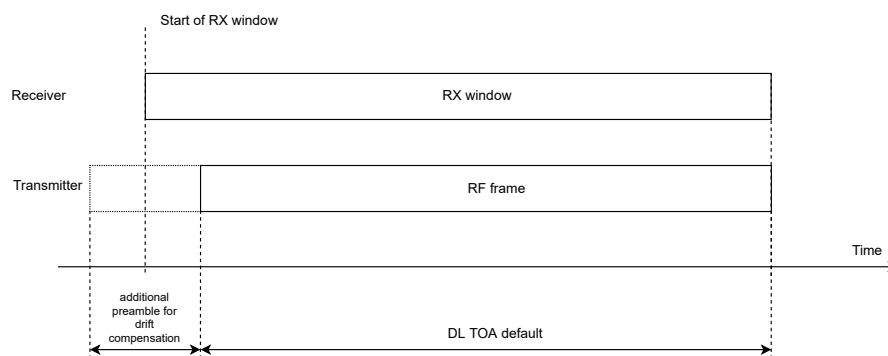 Start of RX window
Receiver
RX window
Transmitter
RF frame
Time
additional
preamble for
drift
compensation
DL TOA default